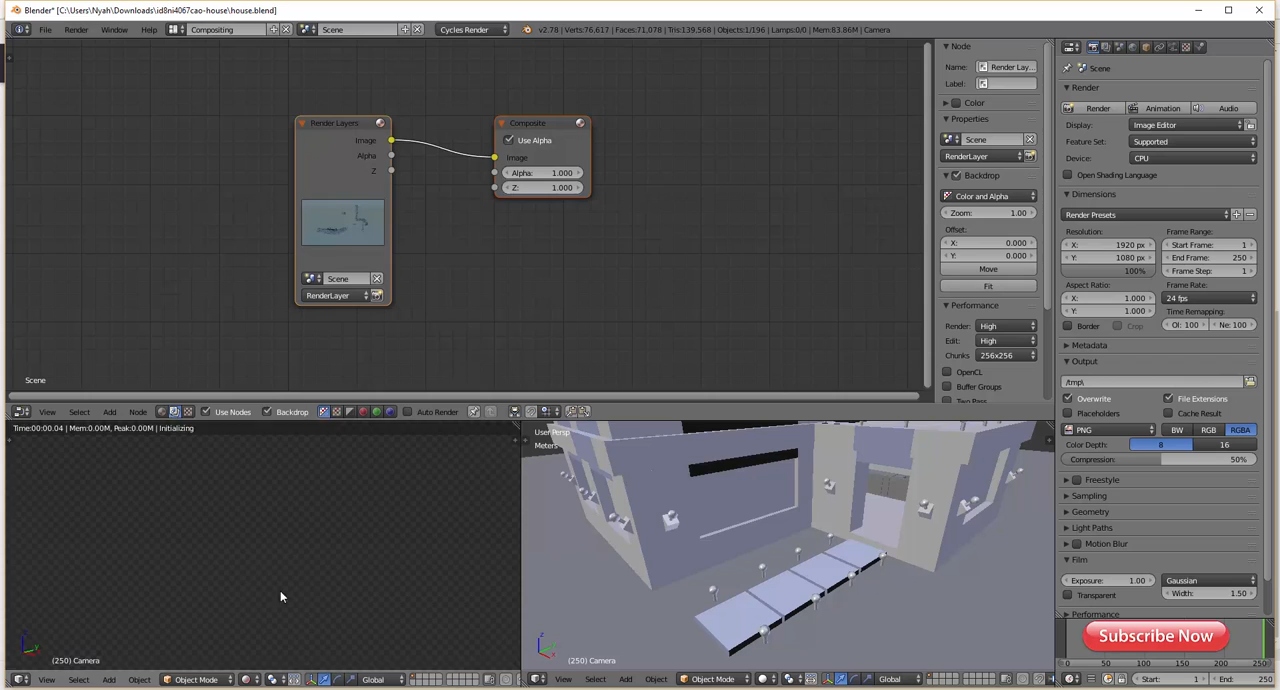 Blender* [C:\Users\Nyah\Downloads\id8ni4067cao-house\house.blend]
File Render Window Help Compositing Scene Cycles Render v2.78 | Verts:76,617 | Faces:71,078 | Tris:139,568 | Objects:1/196 | Lamps:0/0 | Mem:83.86M | Camera
Render Layers
Image
Alpha
Z
Scene
RenderLayer
Composite
Use Alpha
Image
Alpha: 1.000
Z: 1.000
Scene
Node
Name: Render Lay...
Label:
Color
Properties
Scene
RenderLayer
Backdrop
Color and Alpha
Zoom: 1.00
Offset:
X: 0.000
Y: 0.000
Move
Fit
Performance
Render: High
Edit: High
Chunks 256x256
OpenCL
Buffer Groups
Two Pass
View Select Add Node Use Nodes Backdrop Auto Render
Scene
Render
Render Animation Audio
Display: Image Editor
Feature Set: Supported
Device: CPU
Open Shading Language
Dimensions
Render Presets
Resolution: Frame Range:
X: 1920 px Start Frame: 1
Y: 1080 px End Frame: 250
100% Frame Step: 1
Aspect Ratio: Frame Rate:
X: 1.000 24 fps
Y: 1.000 Time Remapping:
Border Crop Ol: 100 Ne: 100
Metadata
Output
/tmp\
Overwrite File Extensions
Placeholders Cache Result
PNG BW RGB RGBA
Color Depth: 8 16
Compression: 50%
Freestyle
Sampling
Geometry
Light Paths
Motion Blur
Film
Exposure: 1.00 Gaussian
Transparent Width: 1.50
Performance
Subscribe Now
0 50 100 150 200 250
Start: 1 End: 250
Time:00:00.04 | Mem:0.00M, Peak:0.00M | Initializing
(250) Camera
View Select Add Object Object Mode Global
User Persp
Meters
(250) Camera
View Select Add Object Object Mode Global